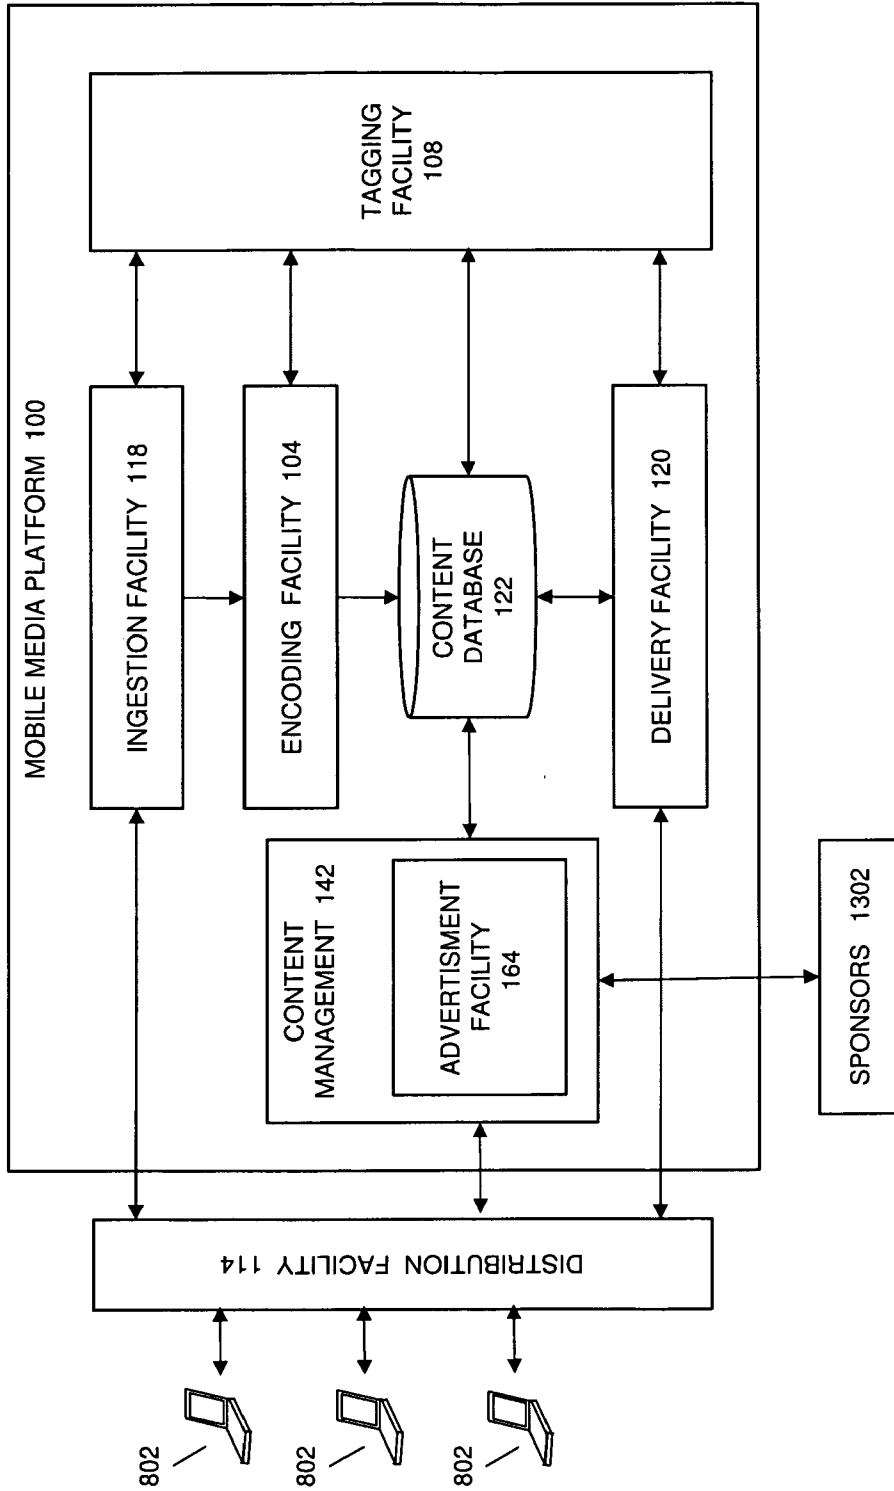 MOBILE MEDIA PLATFORM 100
DISTRIBUTION FACILITY 114
802
802
802
INGESTION FACILITY 118
ENCODING FACILITY 104
CONTENT
MANAGEMENT 142
ADVERTISMENT
FACILITY
164
CONTENT
DATABASE
122
DELIVERY FACILITY 120
TAGGING
FACILITY
108
SPONSORS 1302